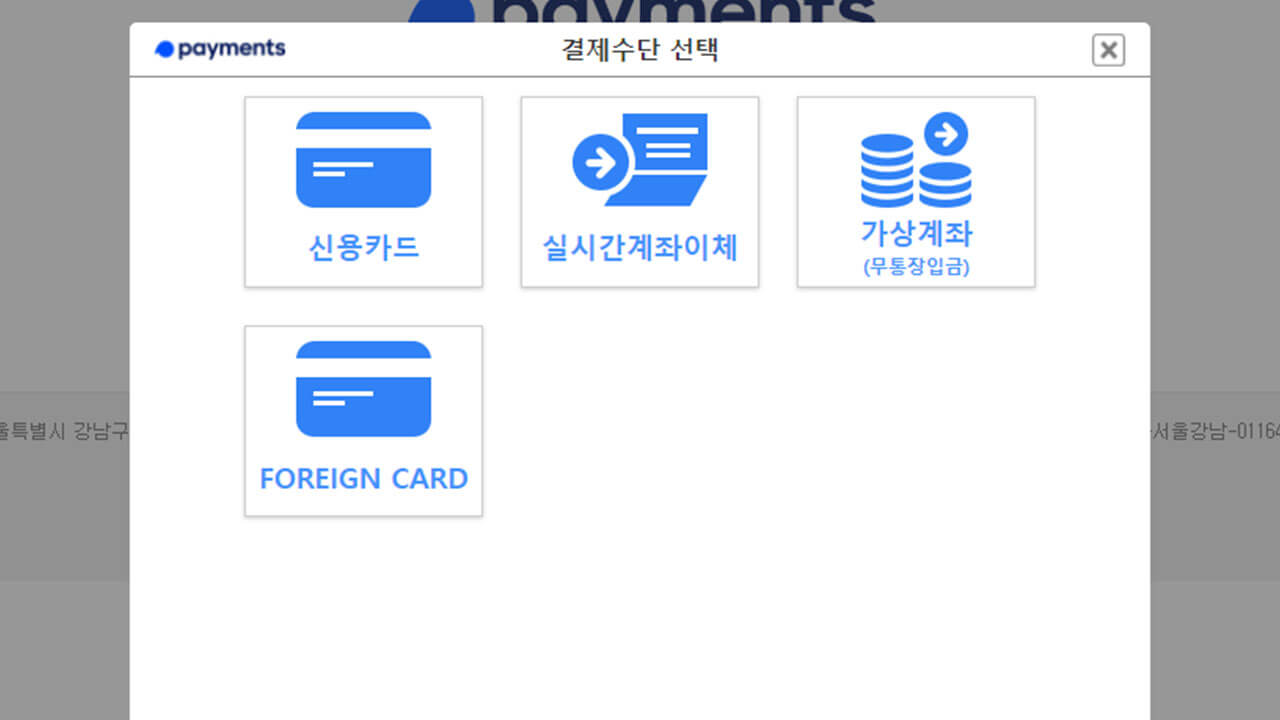 payments
payments
결제수단 선택
신용카드
실시간계좌이체
가상계좌
(무통장입금)
울특별시 강남구
서울강남-01164
FOREIGN CARD